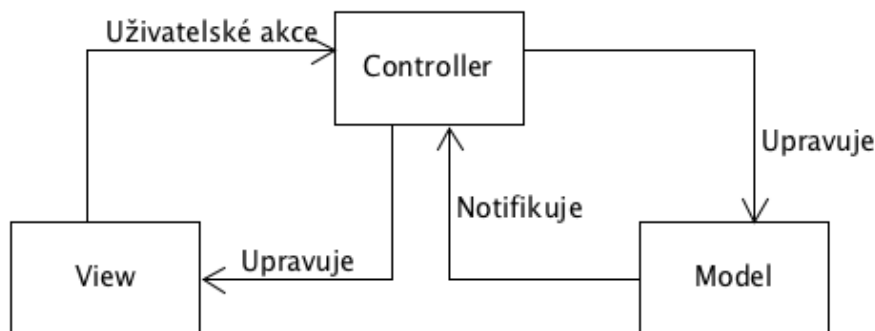 Uživatelské akce
Controller
Upravuje
Notifikuje
Upravuje
View
Model